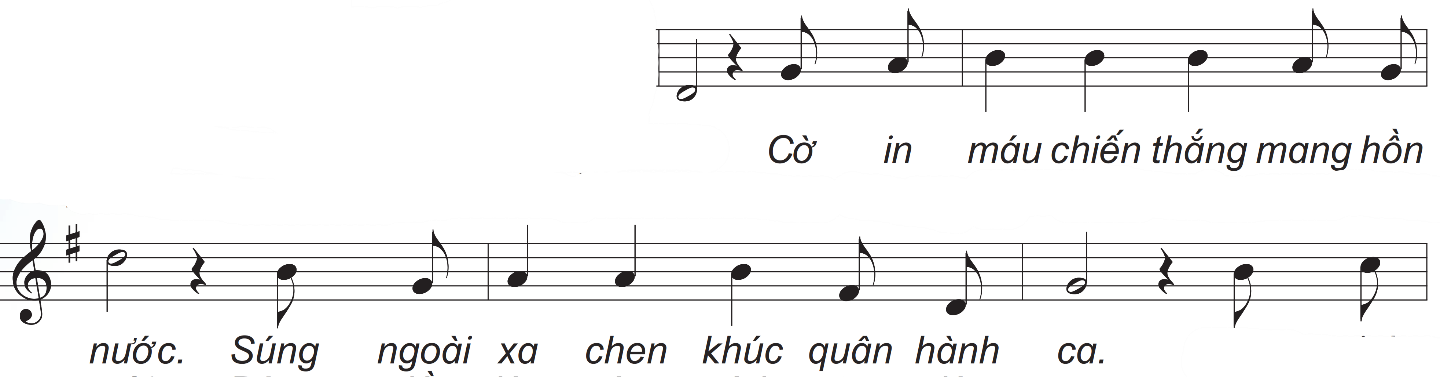 Cờ in máu chiến thắng mang hồn
nước. Súng ngoài xa chen khúc quân hành ca.